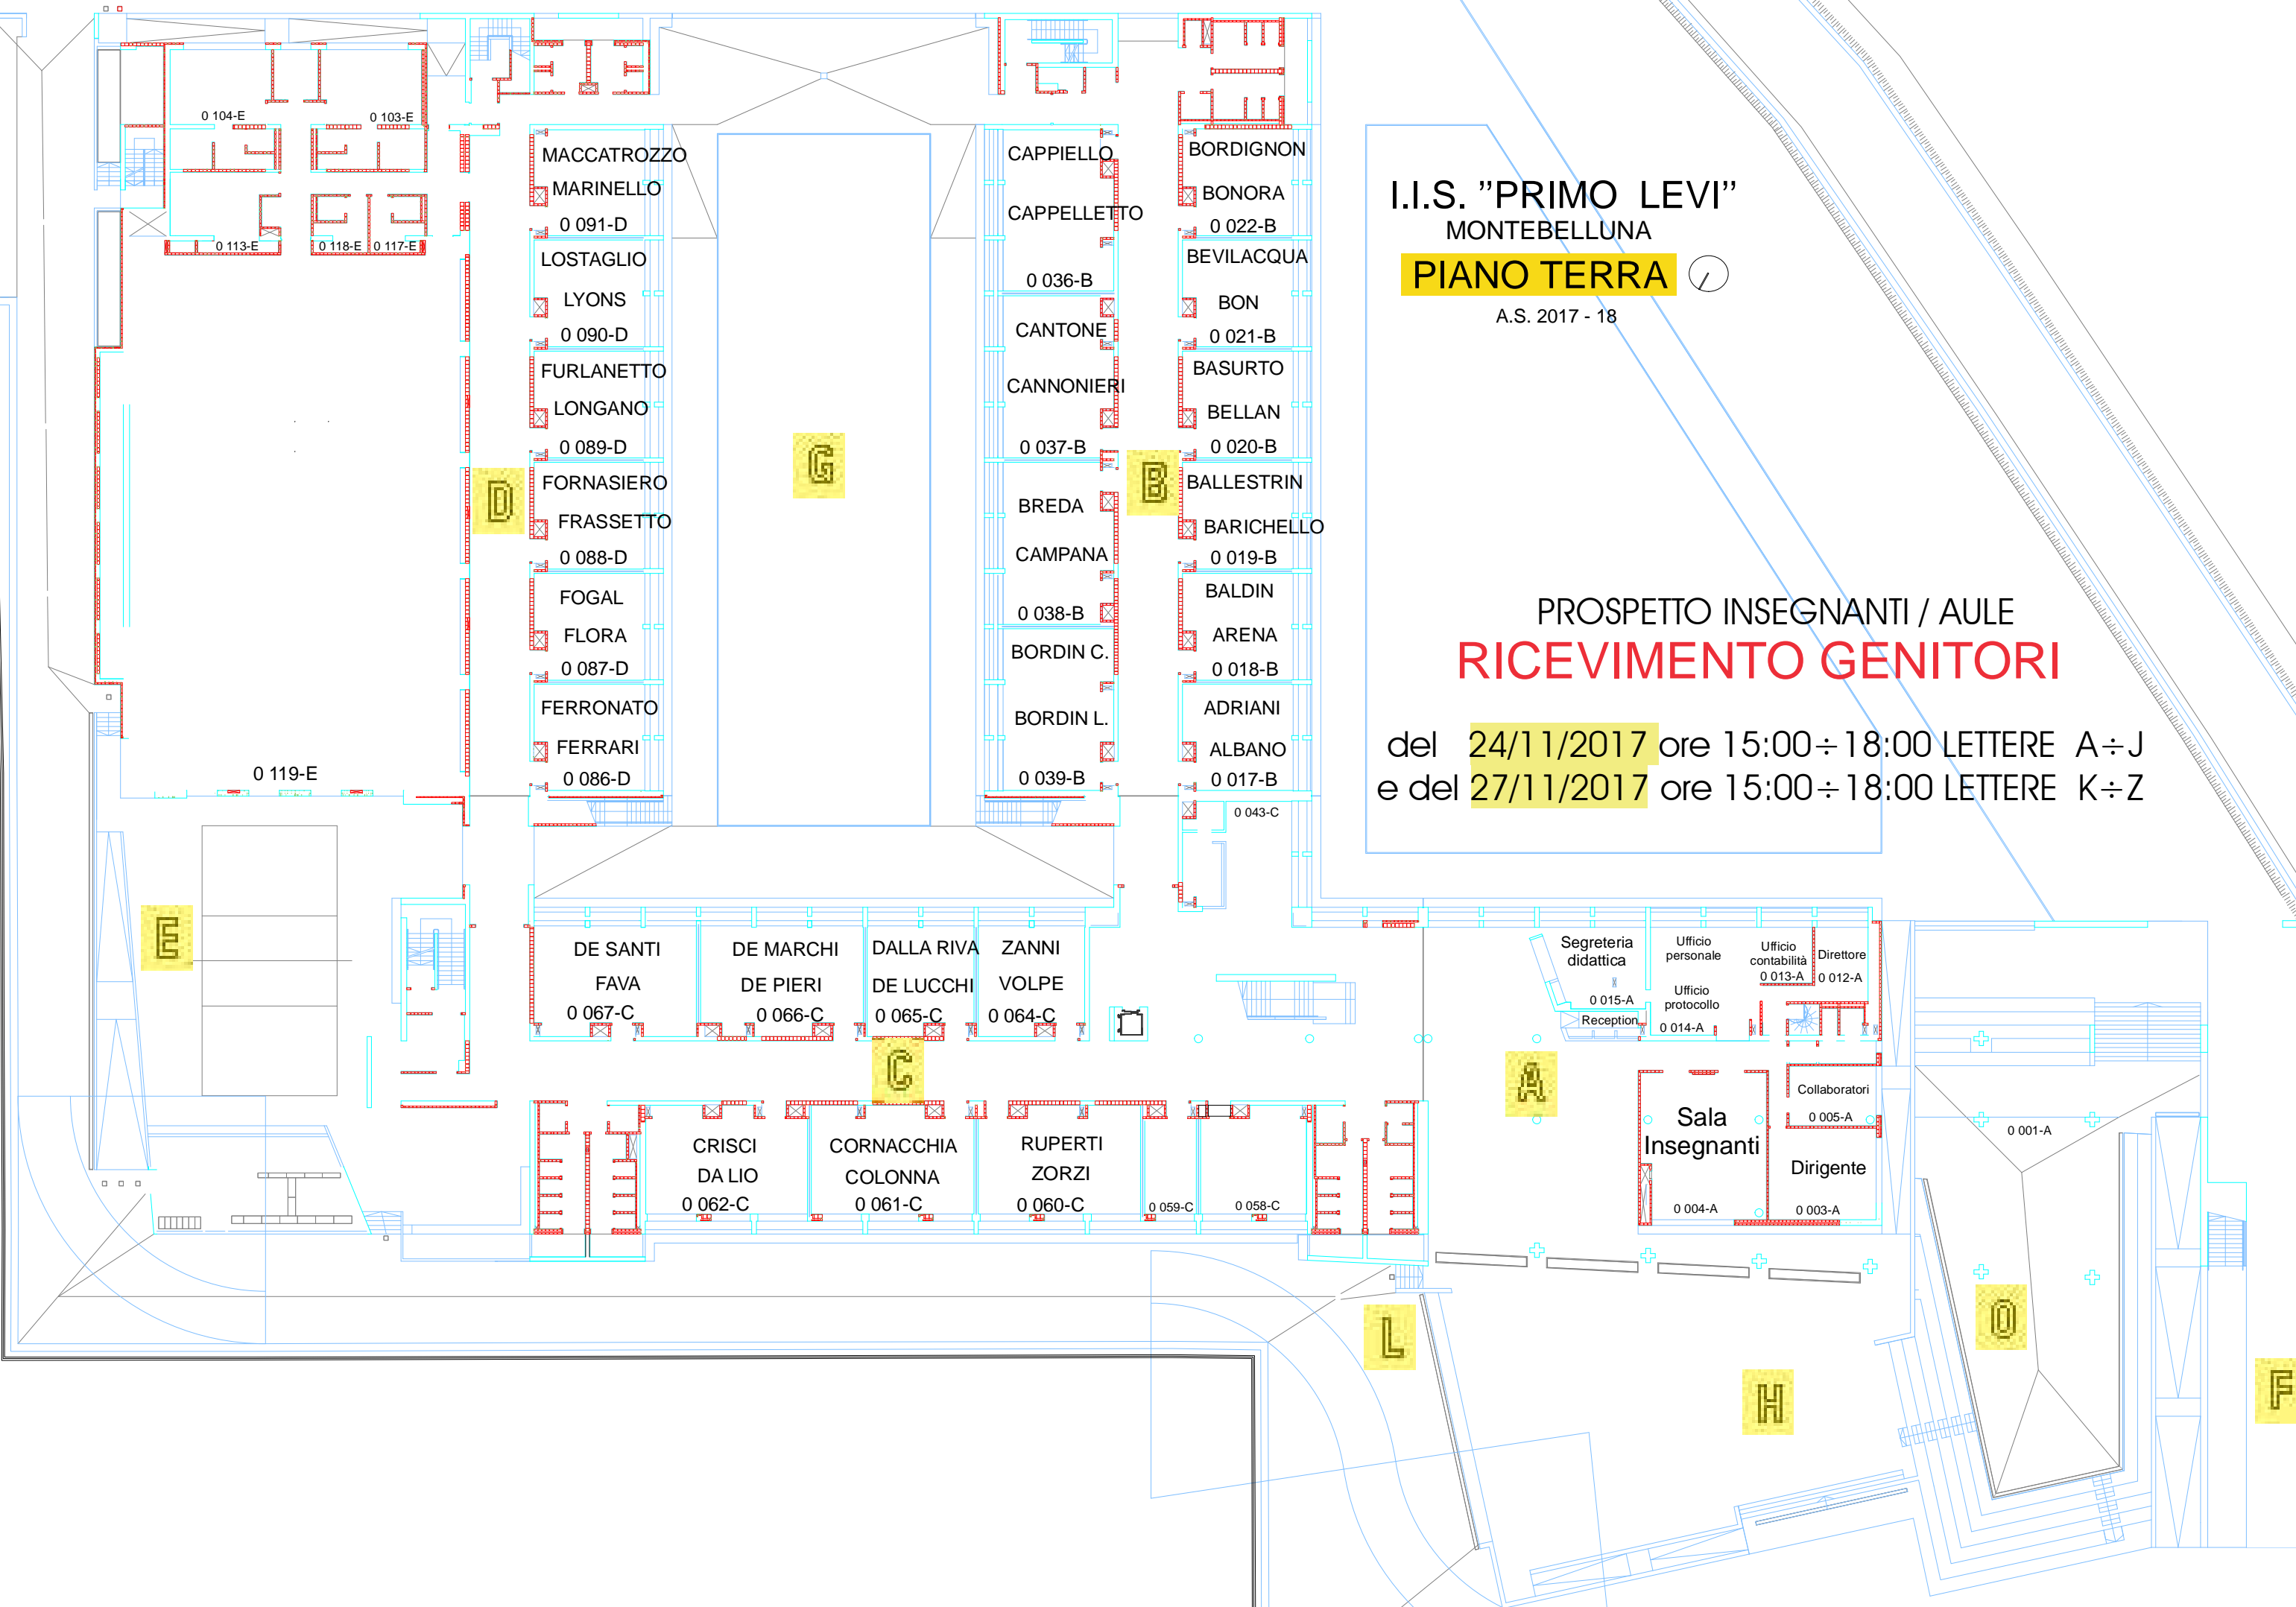 I.I.S. "PRIMO LEVI"
MONTEBELLUNA
PIANO TERRA
A.S. 2017 - 18
PROSPETTO INSEGNANTI / AULE
RICEVIMENTO GENITORI
del 24/11/2017 ore 15:00÷18:00 LETTERE A÷J
e del 27/11/2017 ore 15:00÷18:00 LETTERE K÷Z
0 104-E
0 103-E
0 113-E
0 118-E
0 117-E
0 119-E
E
MACCATROZZO
MARINELLO
0 091-D
LOSTAGLIO
LYONS
0 090-D
FURLANETTO
LONGANO
0 089-D
D
FORNASIERO
FRASSETTO
0 088-D
FOGAL
FLORA
0 087-D
FERRONATO
FERRARI
0 086-D
G
CAPPIELLO
CAPPELLETTO
0 036-B
CANTONE
CANNONIERI
0 037-B
BREDA
CAMPANA
0 038-B
BORDIN C.
BORDIN L.
0 039-B
B
BORDIGNON
BONORA
0 022-B
BEVILACQUA
BON
0 021-B
BASURTO
BELLAN
0 020-B
BALLESTRIN
BARICHELLO
0 019-B
BALDIN
ARENA
0 018-B
ADRIANI
ALBANO
0 017-B
0 043-C
DE SANTI
FAVA
0 067-C
DE MARCHI
DE PIERI
0 066-C
DALLA RIVA
DE LUCCHI
0 065-C
ZANNI
VOLPE
0 064-C
C
CRISCI
DA LIO
0 062-C
CORNACCHIA
COLONNA
0 061-C
RUPERTI
ZORZI
0 060-C
0 059-C
0 058-C
A
Segreteria
didattica
0 015-A
Reception
Ufficio
personale
Ufficio
protocollo
0 014-A
Ufficio
contabilità
0 013-A
Direttore
0 012-A
Sala
Insegnanti
0 004-A
Collaboratori
0 005-A
Dirigente
0 003-A
0 001-A
L
H
O
F